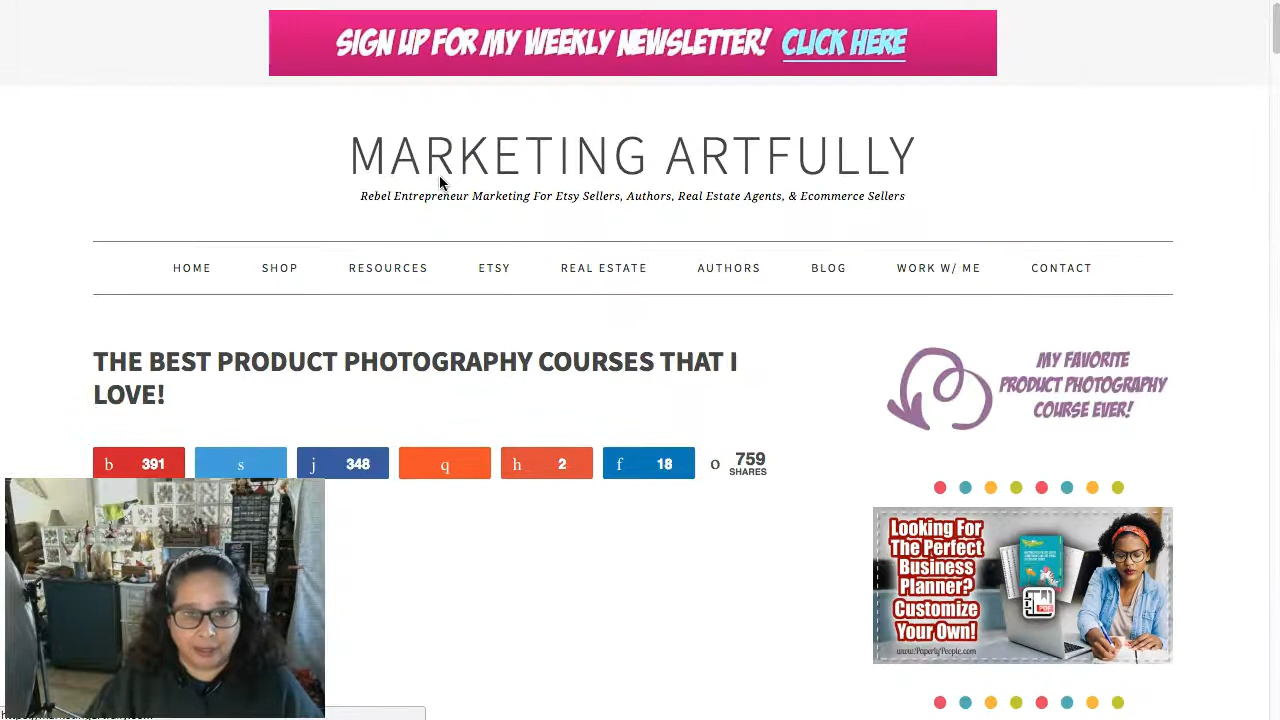 SIGN UP FOR MY WEEKLY NEWSLETTER! CLICK HERE
MARKETING ARTFULLY
Rebel Entrepreneur Marketing For Etsy Sellers, Authors, Real Estate Agents, & Ecommerce Sellers
HOME SHOP RESOURCES ETSY REAL ESTATE AUTHORS BLOG WORK W/ ME CONTACT
THE BEST PRODUCT PHOTOGRAPHY COURSES THAT I
LOVE!
b 391 s j 348 q h 2 f 18 o 759
SHARES
MY FAVORITE
PRODUCT PHOTOGRAPHY
COURSE EVER!
Looking For
The Perfect
Business
Planner?
Customize
Your Own!
www.PaperlyPeople.com
PDF